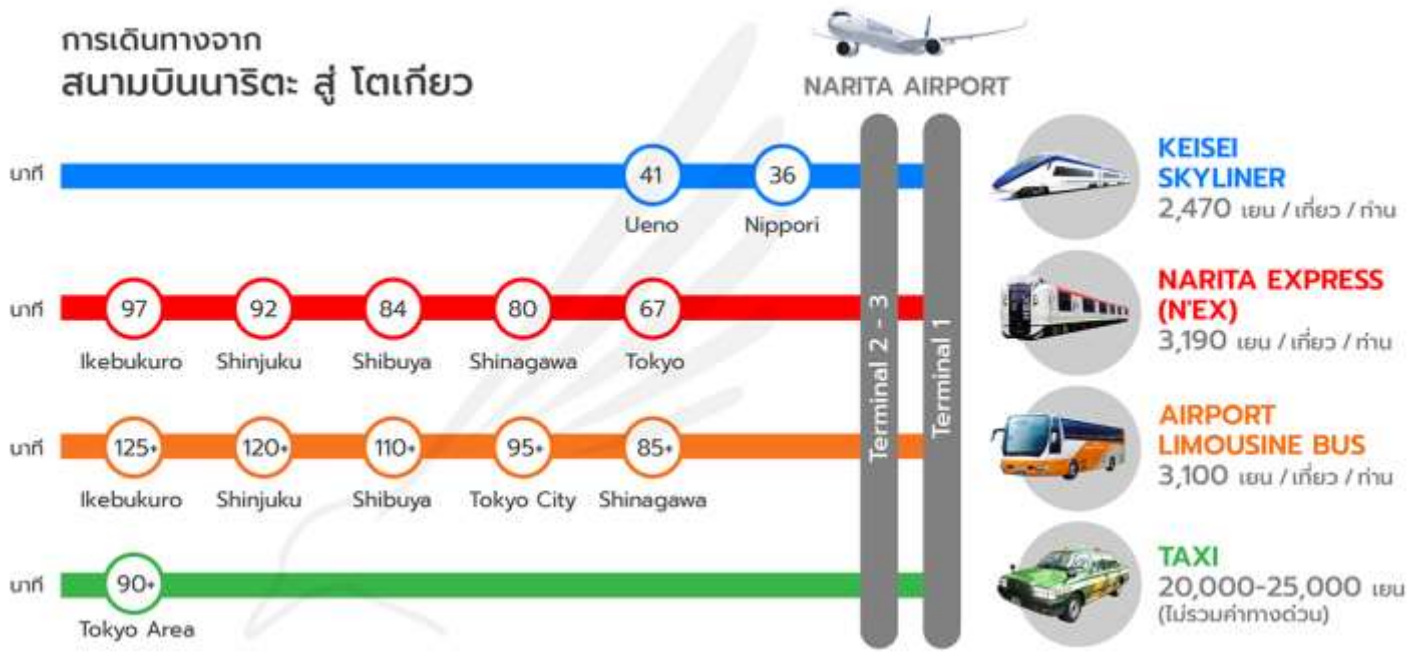 การเดินทางจาก
สนามบินนาริตะ สู่ โตเกียว
NARITA AIRPORT
Terminal 2 - 3
Terminal 1
นาที
41
36
Ueno
Nippori
KEISEI
SKYLINER
2,470 เยน / เที่ยว / ท่าน
นาที
97
92
84
80
67
Ikebukuro
Shinjuku
Shibuya
Shinagawa
Tokyo
NARITA EXPRESS
(N'EX)
3,190 เยน / เที่ยว / ท่าน
นาที
125+
120+
110+
95+
85+
Ikebukuro
Shinjuku
Shibuya
Tokyo City
Shinagawa
AIRPORT
LIMOUSINE BUS
3,100 เยน / เที่ยว / ท่าน
นาที
90+
Tokyo Area
TAXI
20,000-25,000 เยน
(ไม่รวมค่าทางด่วน)